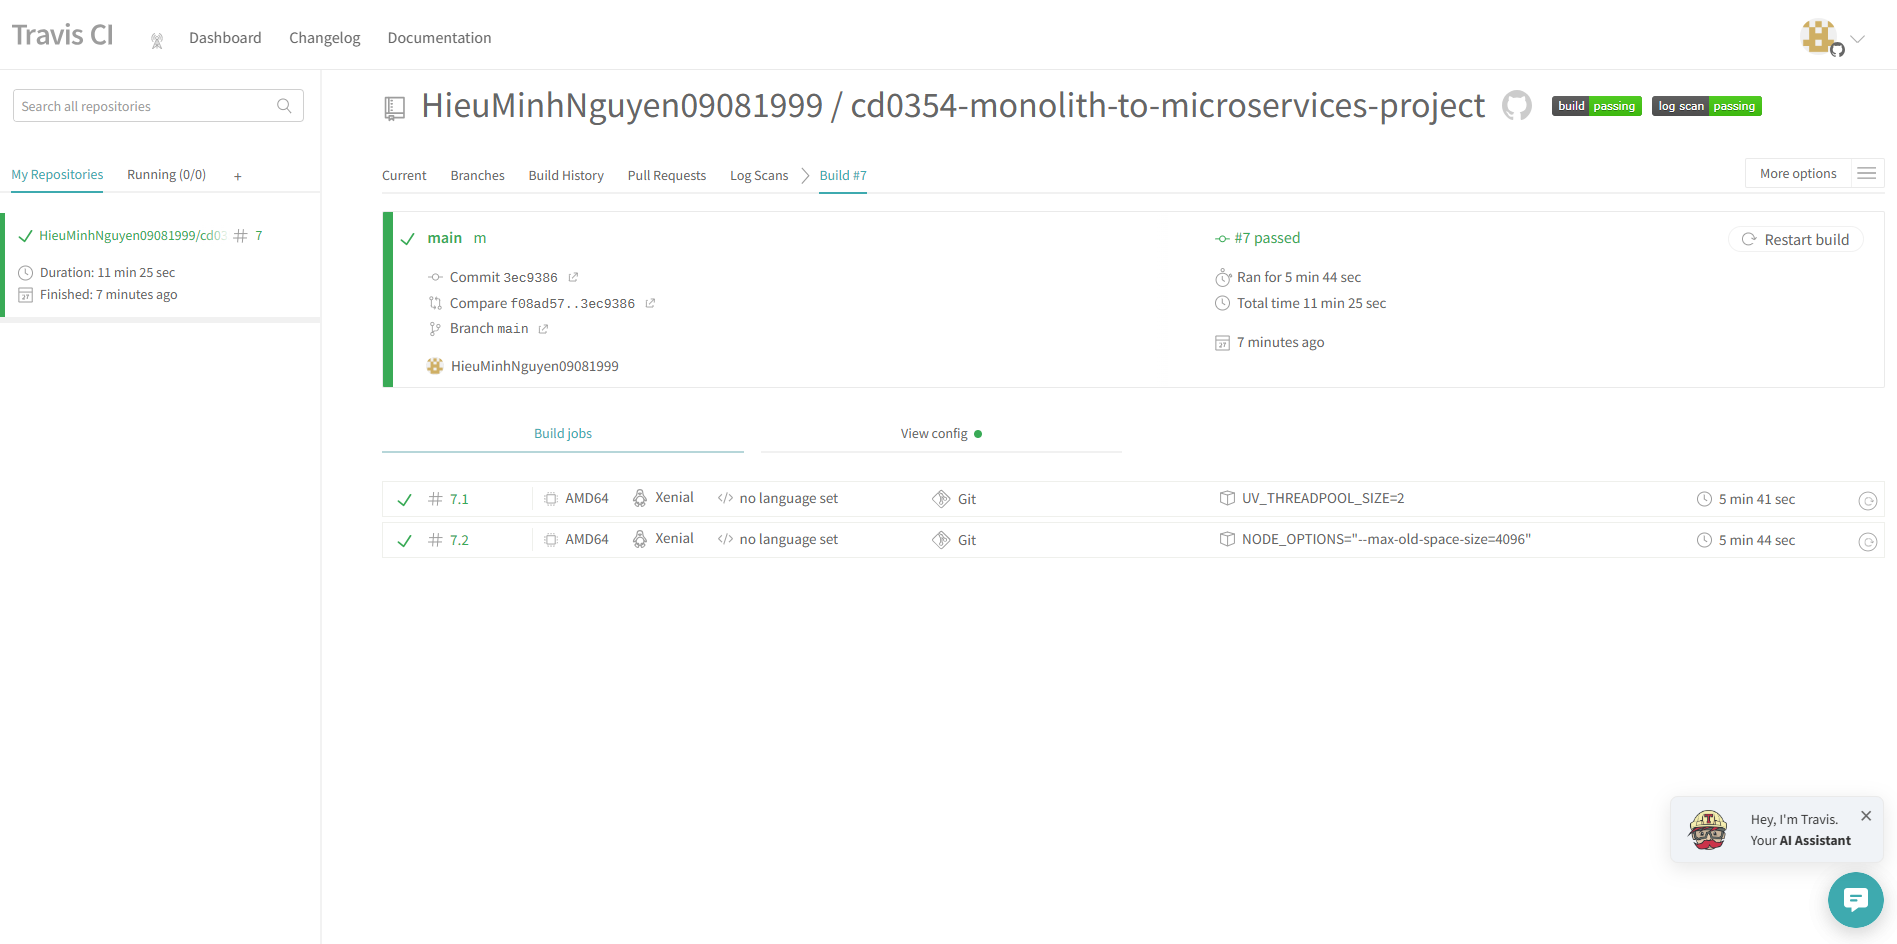 Travis CI
Dashboard
Changelog
Documentation
Search all repositories
My Repositories
Running (0/0)
+
HieuMinhNguyen09081999/cd03
# 7
Duration: 11 min 25 sec
Finished: 7 minutes ago
HieuMinhNguyen09081999 / cd0354-monolith-to-microservices-project
build passing
log scan passing
Current
Branches
Build History
Pull Requests
Log Scans
Build #7
More options
main m
#7 passed
Restart build
Commit 3ec9386
Compare f08ad57..3ec9386
Branch main
HieuMinhNguyen09081999
Ran for 5 min 44 sec
Total time 11 min 25 sec
7 minutes ago
Build jobs
View config
# 7.1 AMD64 Xenial </> no language set Git UV_THREADPOOL_SIZE=2 5 min 41 sec
# 7.2 AMD64 Xenial </> no language set Git NODE_OPTIONS="--max-old-space-size=4096" 5 min 44 sec
Hey, I'm Travis.
Your AI Assistant